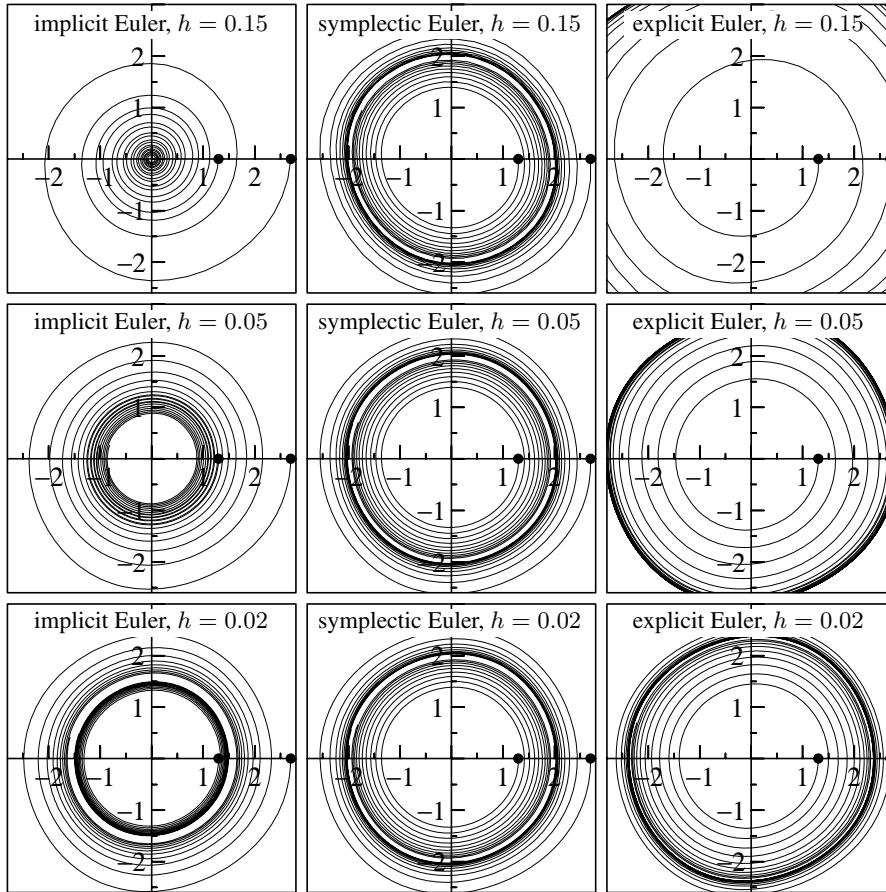 implicit Euler, h = 0.15
2
1
−2 −1 1 2
−1
−2
symplectic Euler, h = 0.15
2
1
−2 −1 1 2
−1
−2
explicit Euler, h = 0.15
2
1
−2 −1 1 2
−1
−2
implicit Euler, h = 0.05
2
1
−2 −1 1 2
−1
−2
symplectic Euler, h = 0.05
2
1
−2 −1 1 2
−1
−2
explicit Euler, h = 0.05
2
1
−2 −1 1 2
−1
−2
implicit Euler, h = 0.02
2
1
−2 −1 1 2
−1
−2
symplectic Euler, h = 0.02
2
1
−2 −1 1 2
−1
−2
explicit Euler, h = 0.02
2
1
−2 −1 1 2
−1
−2